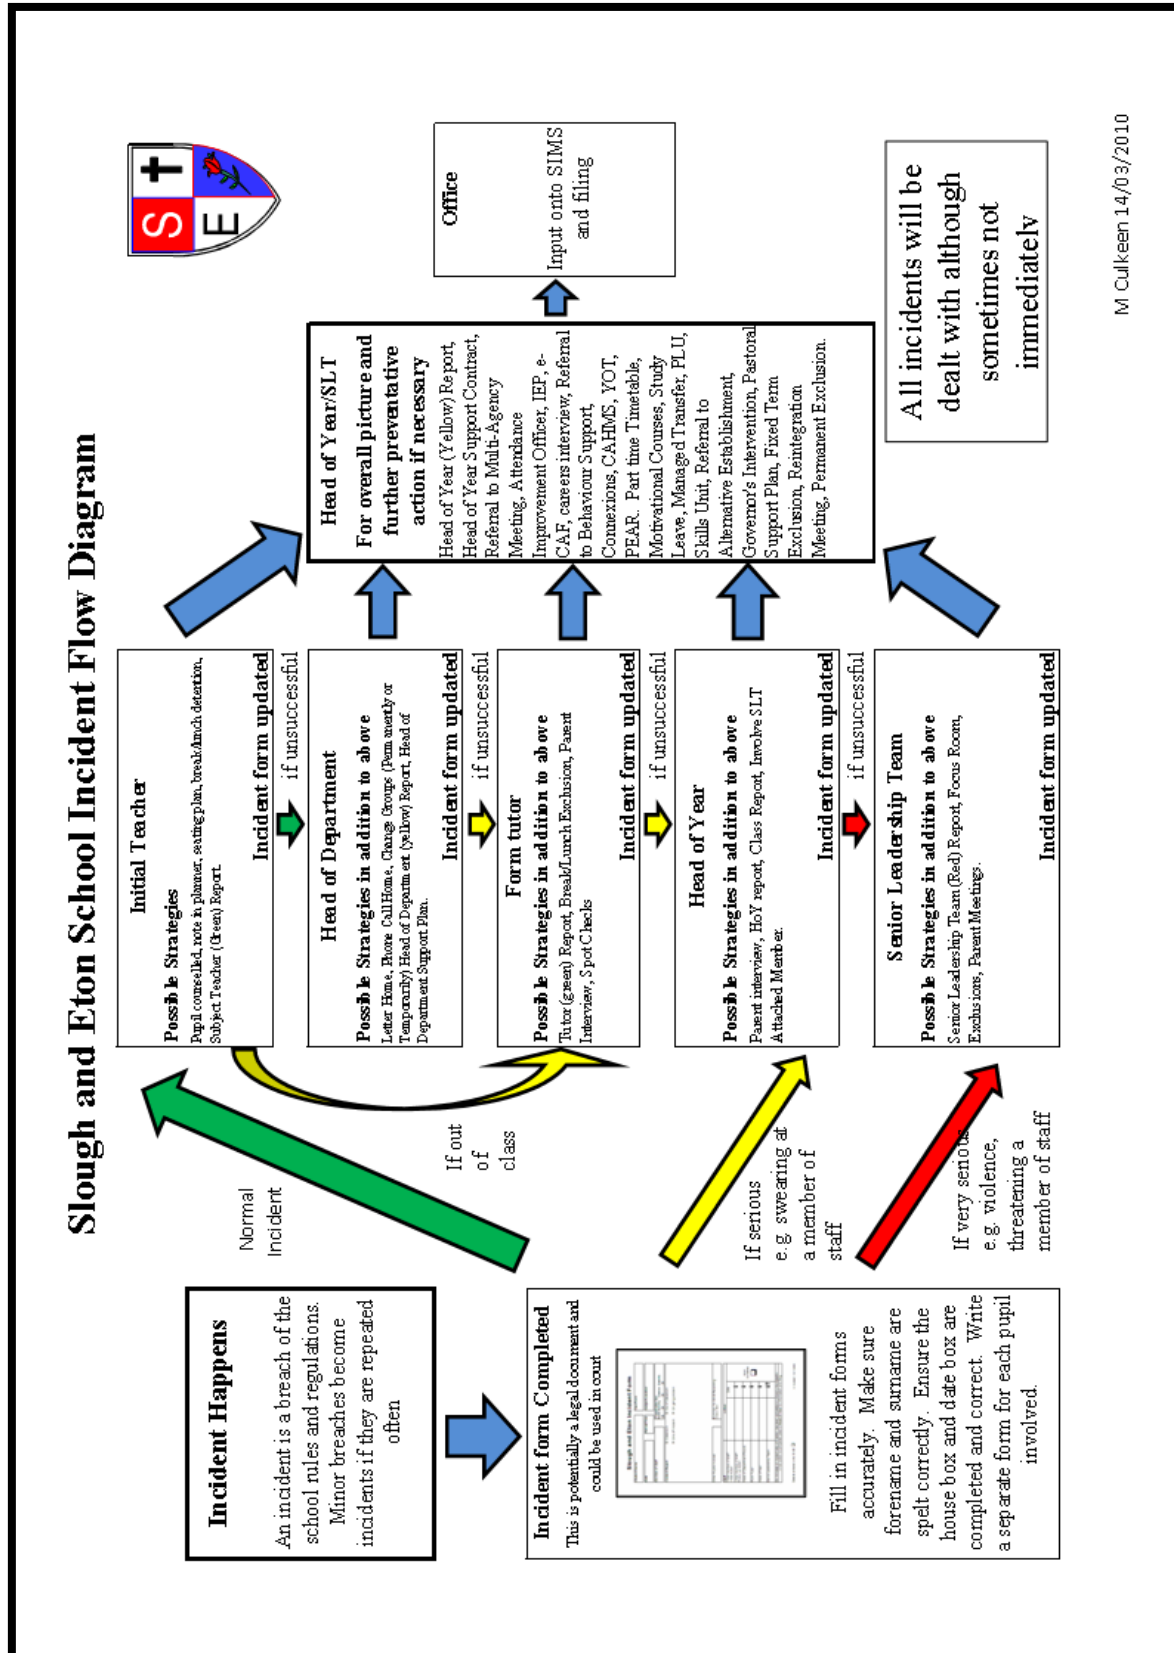 Slough and Eton School Incident Flow Diagram
S t
E
Incident Happens
An incident is a breach of the
school rules and regulations.
Minor breaches become
incidents if they are repeated
often
Incident form Completed
This is potentially a legal document and
could be used in court
Slough and Eton Incident Form
Fill in incident forms
accurately. Make sure
forename and surname are
spelt correctly. Ensure the
house box and date box are
completed and correct. Write
a separate form for each pupil
involved.
Normal
Incident
If out
of
class
If serious
e.g. swearing at
a member of
staff
If very serious
e.g. violence,
threatening a
member of staff
Initial Teacher
Possible Strategies
Pupil counselled, note in planner, seating plan, break/lunch detention,
Subject Teacher (Green) Report.
Incident form updated
if unsuccessful
Head of Department
Possible Strategies in addition to above
Letter Home, Phone Call Home, Change Groups (Permanently or
Temporarily) Head of Department (yellow) Report, Head of
Department Support Plan.
Incident form updated
if unsuccessful
Form tutor
Possible Strategies in addition to above
Tutor (green) Report, Break/Lunch Exclusion, Parent
Interview, Spot Checks
Incident form updated
if unsuccessful
Head of Year
Possible Strategies in addition to above
Parent interview, HoY report, Class Report, Involve SLT
Attached Member.
Incident form updated
if unsuccessful
Senior Leadership Team
Possible Strategies in addition to above
Senior Leadership Team (Red) Report, Focus Room,
Exclusions, Parent Meetings.
Incident form updated
Head of Year/SLT
For overall picture and
further preventative
action if necessary
Head of Year (Yellow) Report,
Head of Year Support Contract,
Referral to Multi-Agency
Meeting, Attendance
Improvement Officer, IEP, e-
CAF, careers interview, Referral
to Behaviour Support,
Connexions, CAHMS, YOT,
PEAR. Part time Timetable,
Motivational Courses, Study
Leave, Managed Transfer, PLU,
Skills Unit, Referral to
Alternative Establishment,
Governor's Intervention, Pastoral
Support Plan, Fixed Term
Exclusion, Reintegration
Meeting, Permanent Exclusion.
Office
Input onto SIMS
and filing
All incidents will be
dealt with although
sometimes not
immediately
M Culkeen 14/03/2010